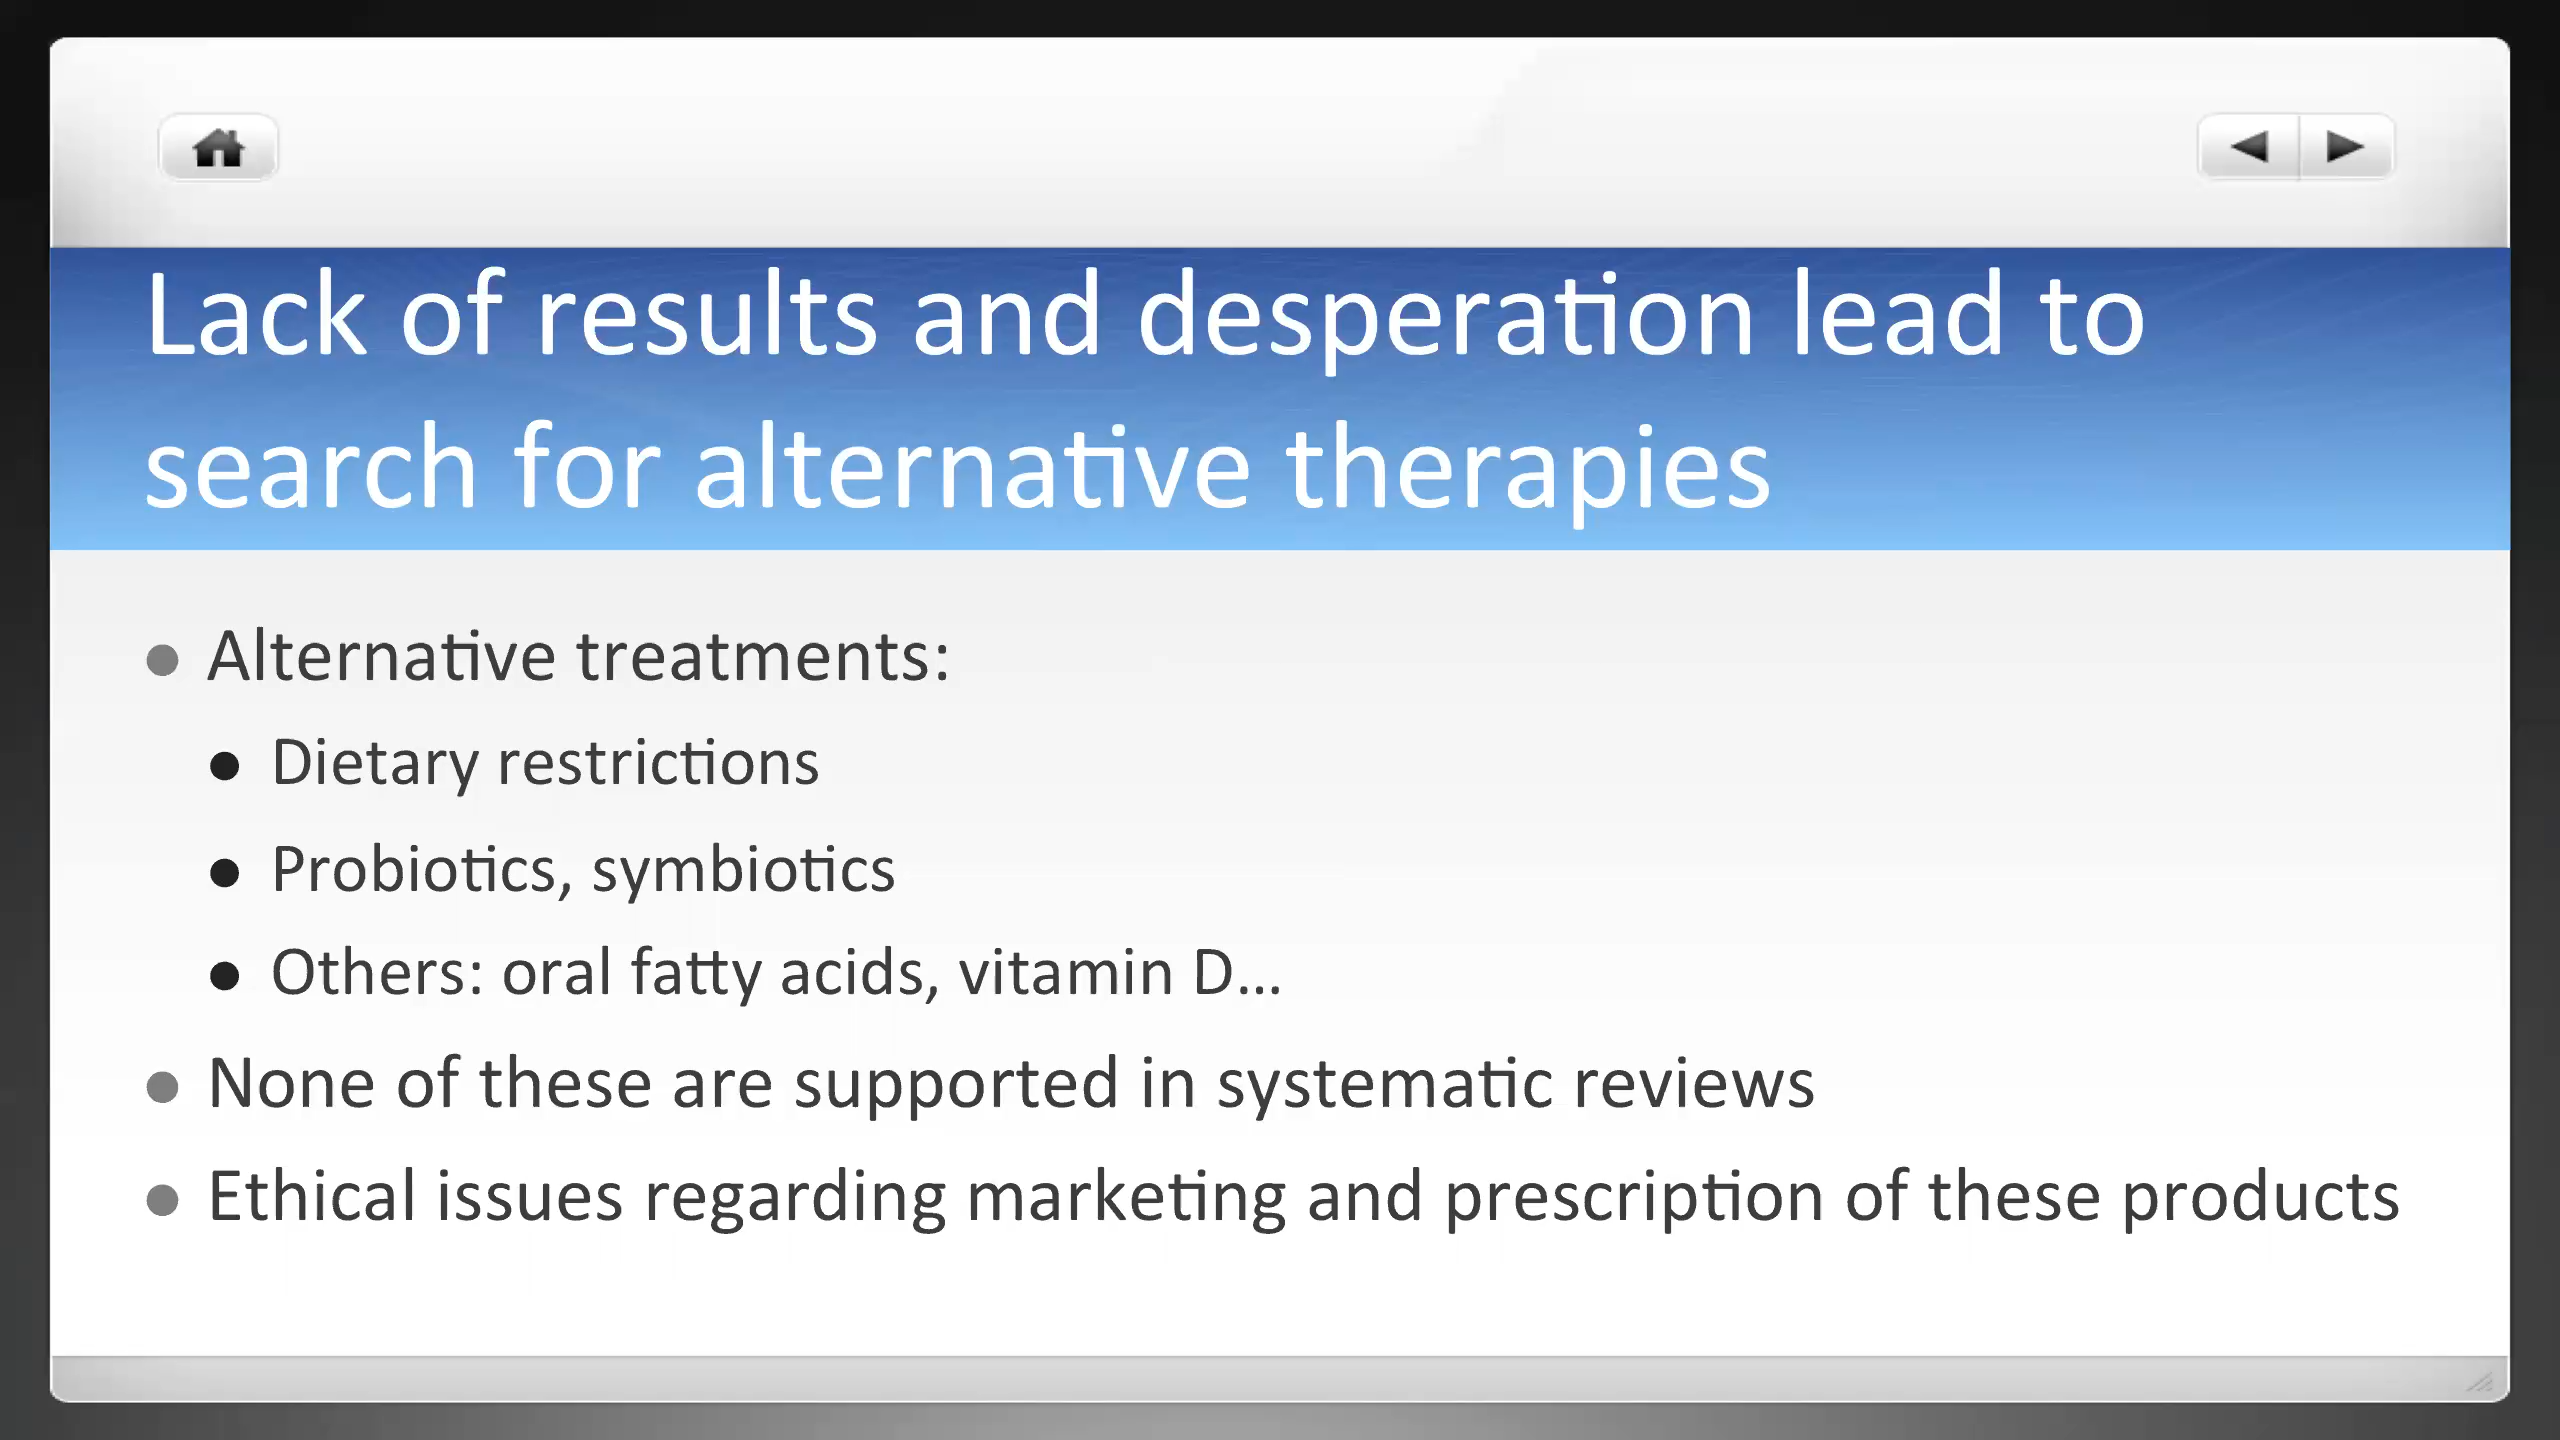 Lack of results and desperation lead to
search for alternative therapies
Alternative treatments:
Dietary restrictions
Probiotics, symbiotics
Others: oral fatty acids, vitamin D...
None of these are supported in systematic reviews
Ethical issues regarding marketing and prescription of these products